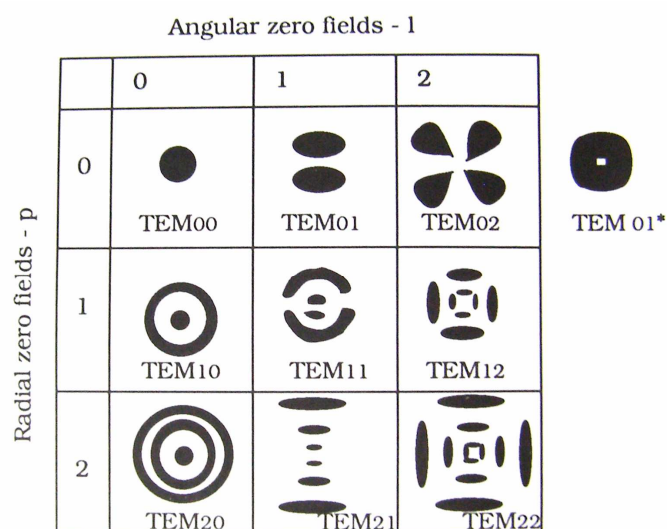 Angular zero fields - l
0 1 2
Radial zero fields - p
0
TEM00 TEM01 TEM02 TEM 01*
1
TEM10 TEM11 TEM12
2
TEM20 TEM21 TEM22